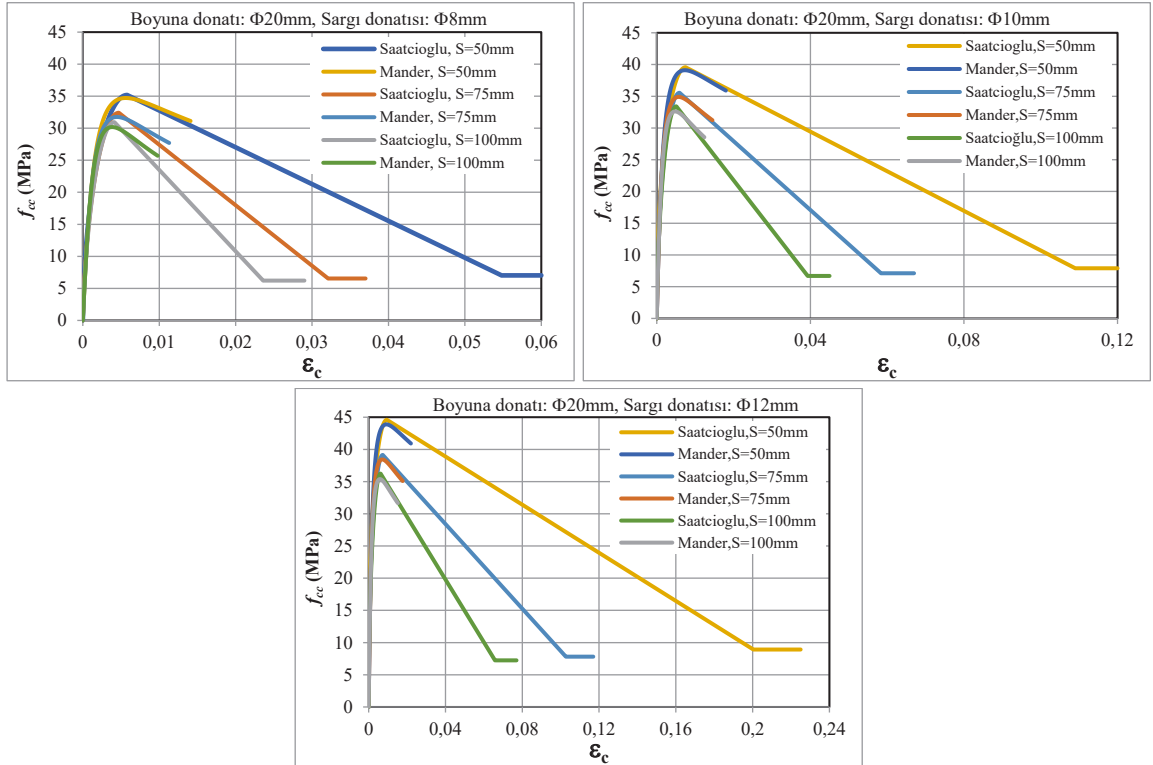 Boyuna donatı: Φ20mm, Sargı donatısı: Φ8mm
45
40
35
30
25
20
15
10
5
0
f_cc (MPa)
Saatcioglu, S=50mm
Mander, S=50mm
Saatcioglu, S=75mm
Mander, S=75mm
Saatcioglu, S=100mm
Mander, S=100mm
0 0,01 0,02 0,03 0,04 0,05 0,06
ε_c
Boyuna donatı: Φ20mm, Sargı donatısı: Φ10mm
45
40
35
30
25
20
15
10
5
0
f_cc (MPa)
Saatcioglu,S=50mm
Mander,S=50mm
Saatcioglu,S=75mm
Mander,S=75mm
Saatcioğlu,S=100mm
Mander,S=100mm
0 0,04 0,08 0,12
ε_c
Boyuna donatı: Φ20mm, Sargı donatısı: Φ12mm
45
40
35
30
25
20
15
10
5
0
f_cc (MPa)
Saatcioglu,S=50mm
Mander,S=50mm
Saatcioglu,S=75mm
Mander,S=75mm
Saatcioglu,S=100mm
Mander,S=100mm
0 0,04 0,08 0,12 0,16 0,2 0,24
ε_c